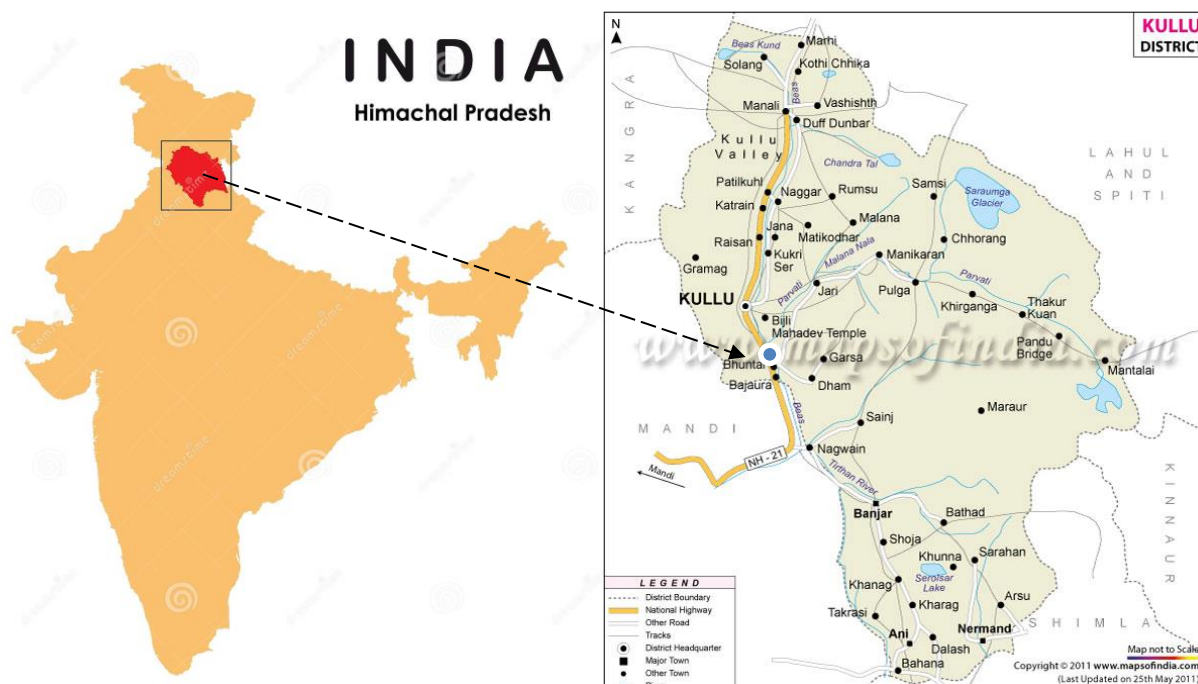 INDIA
Himachal Pradesh
dreamstime
KULLU
DISTRICT
N
Marhi
Beas Kund
Solang
Kothi Chhika
Beas
Manali
Vashishth
Duff Dunbar
Kullu
Valley
KANGRA
LAHUL
AND
SPITI
Chandra Tal
Patilkuhl
Naggar
Rumsu
Samsi
Saraumga
Glacier
Katrain
Jana
Malana
Matikodhar
Raisan
Chhorang
Malana Nala
Manikaran
Kukri
Ser
Gramag
Parvati
Parvati
Jari
Pulga
Khirganga
Thakur
Kuan
KULLU
Bijli
Mahadev Temple
www.mapsofindia.com
Pandu
Bridge
Mantalai
Bhuntar
Garsa
Bajaura
Dham
Beas
Sainj
Maraur
MANDI
Nagwain
NH - 21
Mandi
Tirthan River
KINNAUR
Banjar
Bathad
Shoja
Khunna
Sarahan
Serolsar
Lake
Khanag
Kharag
Arsu
Takrasi
Ani
Dalash
Nermand
SHIMLA
Bahana
LEGEND
District Boundary
National Highway
Other Road
Tracks
District Headquarter
Major Town
Other Town
Map not to Scale
Copyright © 2011 www.mapsofindia.com
(Last Updated on 25th May 2011)